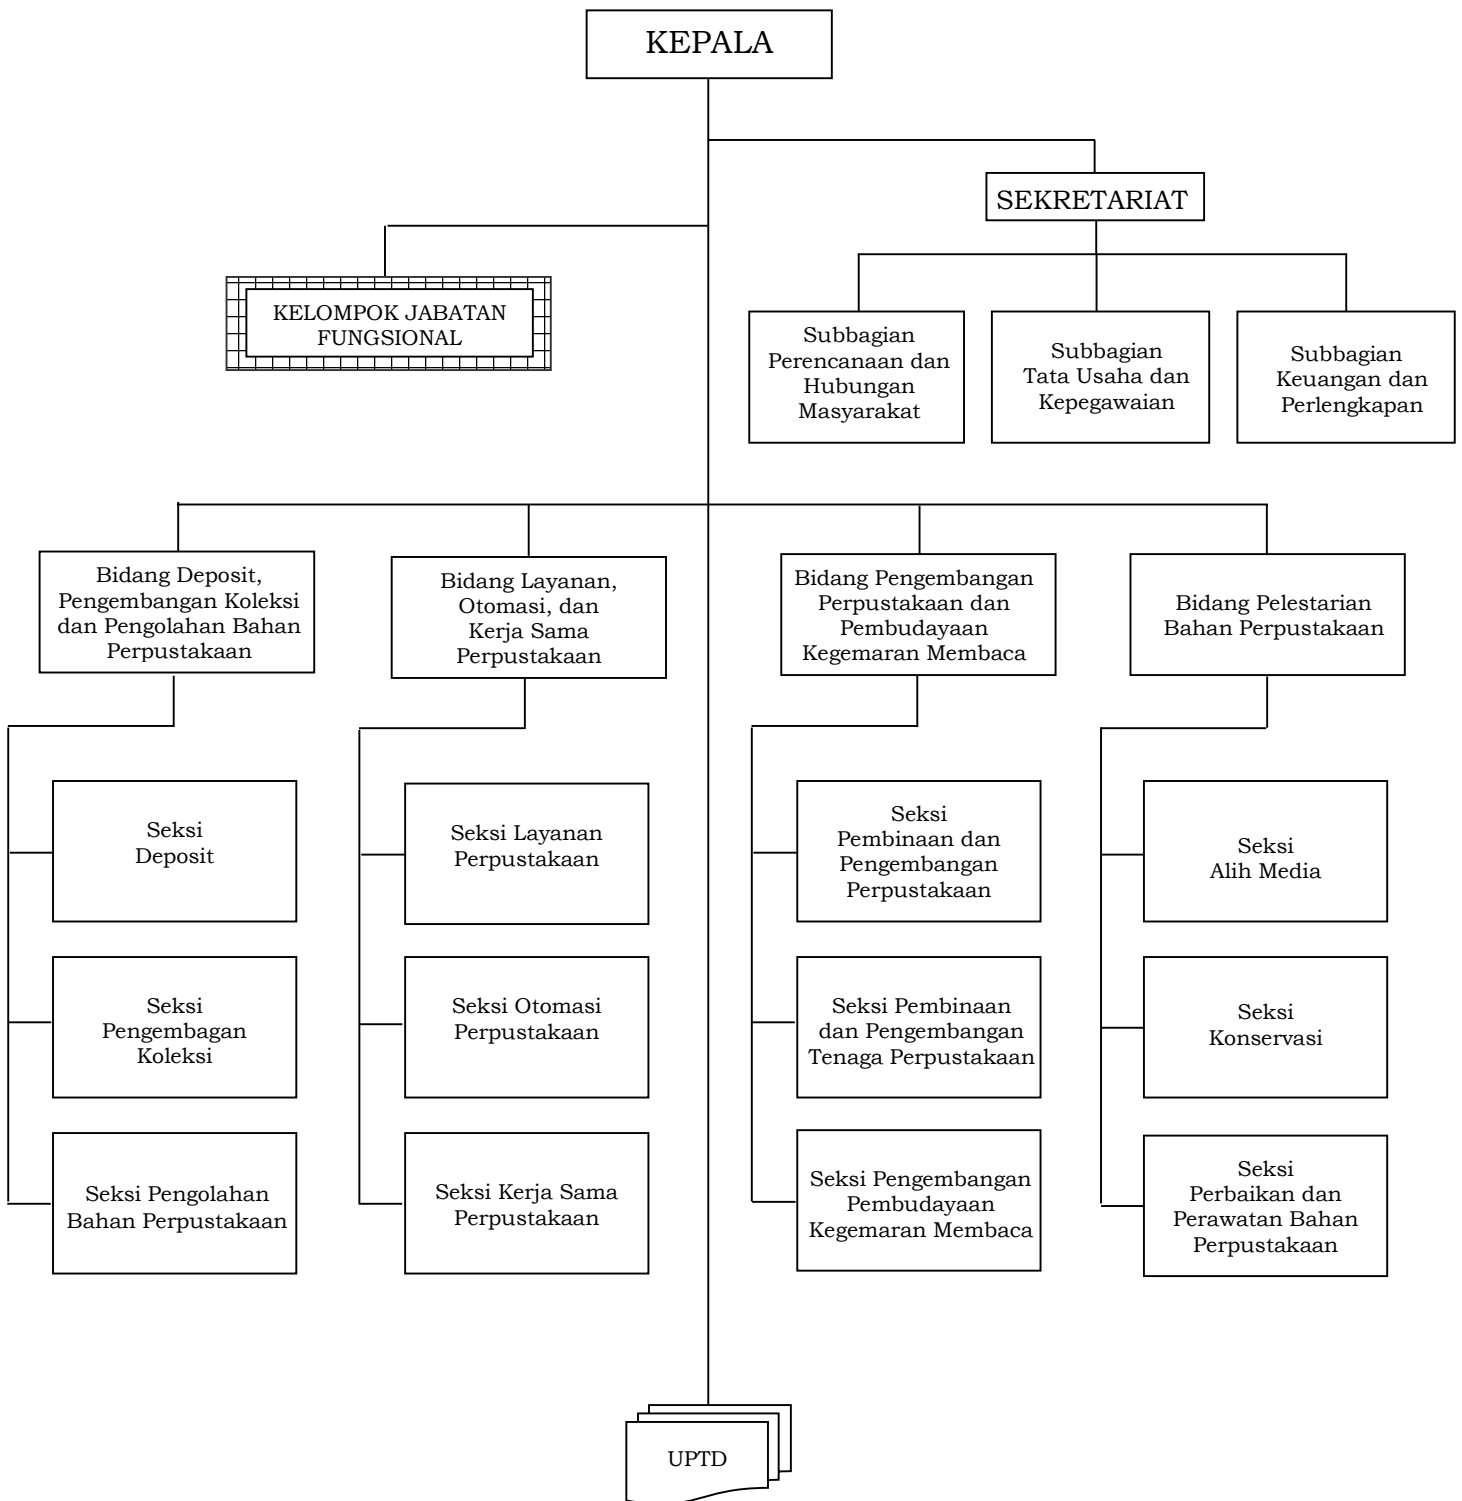 KEPALA
SEKRETARIAT
KELOMPOK JABATAN
FUNGSIONAL
Subbagian
Perencanaan dan
Hubungan
Masyarakat
Subbagian
Tata Usaha dan
Kepegawaian
Subbagian
Keuangan dan
Perlengkapan
Bidang Deposit,
Pengembangan Koleksi
dan Pengolahan Bahan
Perpustakaan
Bidang Layanan,
Otomasi, dan
Kerja Sama
Perpustakaan
Bidang Pengembangan
Perpustakaan dan
Pembudayaan
Kegemaran Membaca
Bidang Pelestarian
Bahan Perpustakaan
Seksi
Deposit
Seksi Layanan
Perpustakaan
Seksi
Pembinaan dan
Pengembangan
Perpustakaan
Seksi
Alih Media
Seksi
Pengembagan
Koleksi
Seksi Otomasi
Perpustakaan
Seksi Pembinaan
dan Pengembangan
Tenaga Perpustakaan
Seksi
Konservasi
Seksi Pengolahan
Bahan Perpustakaan
Seksi Kerja Sama
Perpustakaan
Seksi Pengembangan
Pembudayaan
Kegemaran Membaca
Seksi
Perbaikan dan
Perawatan Bahan
Perpustakaan
UPTD